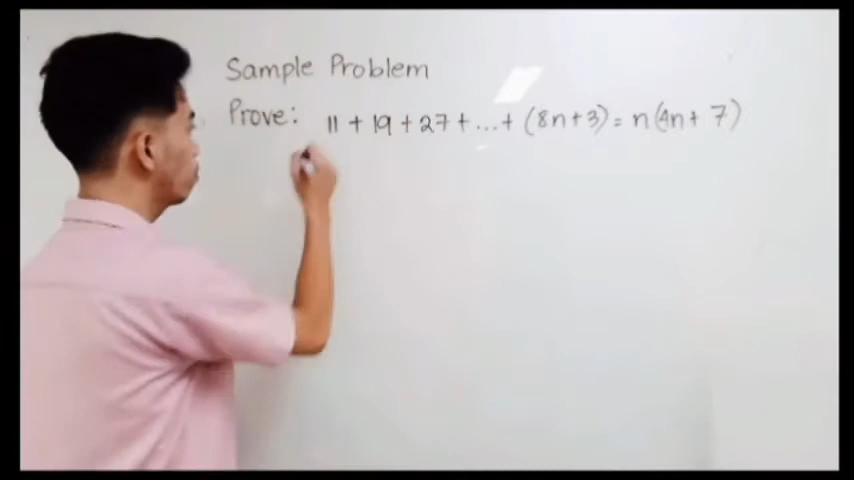 Sample Problem
Prove: 11 + 19 + 27 + ... + (8n+3) = n(4n+ 7)